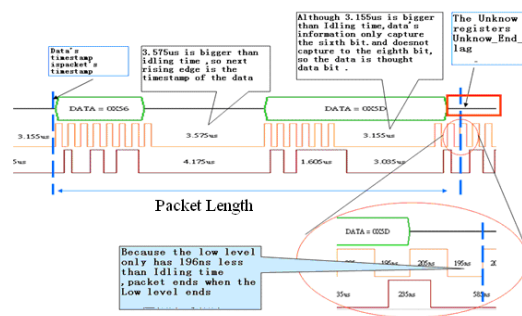 Data's
timestamp
ispacket's
timestamp
3.575us is bigger than
idling time ,so next
rising edge is the
timestamp of the data
Although 3.155us is bigger
than Idling time,data's
information only capture
the sixth bit.and doesnot
capture to the eighth bit,
so the data is thought
data bit .
The Unknow
registers
Unknow_End_
lag
DATA = 0X56
DATA = 0X5D
3.155us
3.575us
3.155us
5us
4.175us
1.605us
3.035us
Packet Length
Because the low level
only has 196ns less
than Idling time
,packet ends when the
Low level ends
DATA = 0X5D
195ns
205ns
195ns
20
35us
235ns
585